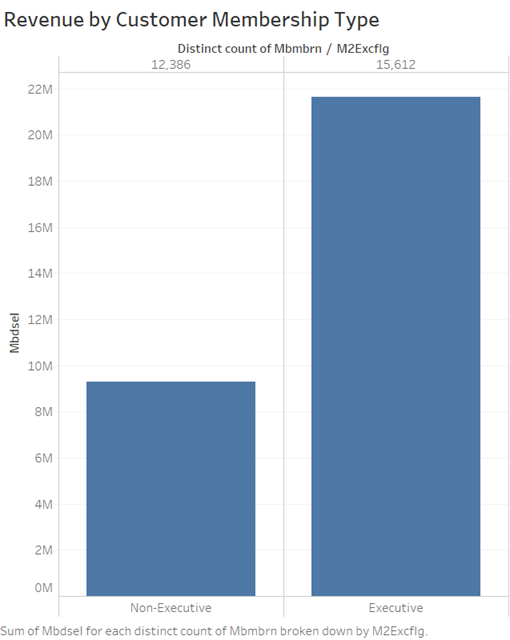 Revenue by Customer Membership Type
Distinct count of Mbmbrn / M2Excflg
12,386 15,612
22M
20M
18M
16M
14M
12M
10M
8M
6M
4M
2M
0M
Mbdsel
Non-Executive Executive
Sum of Mbdsel for each distinct count of Mbmbrn broken down by M2Excflg.